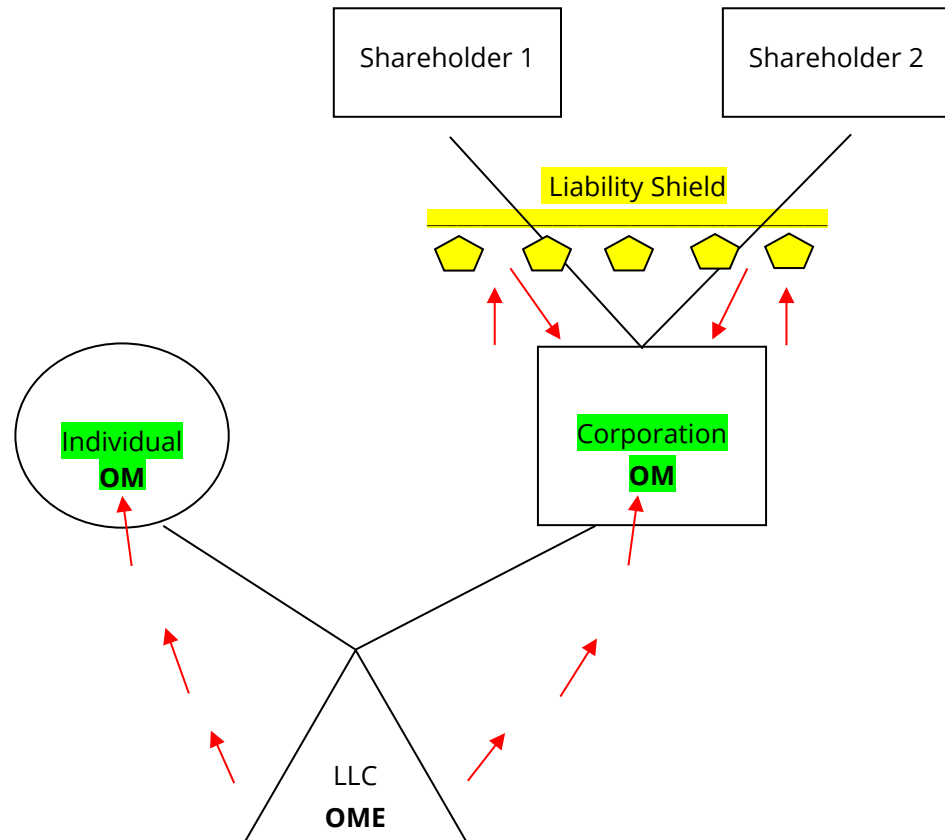 Shareholder 1
Shareholder 2
Liability Shield
Individual
OM
Corporation
OM
LLC
OME